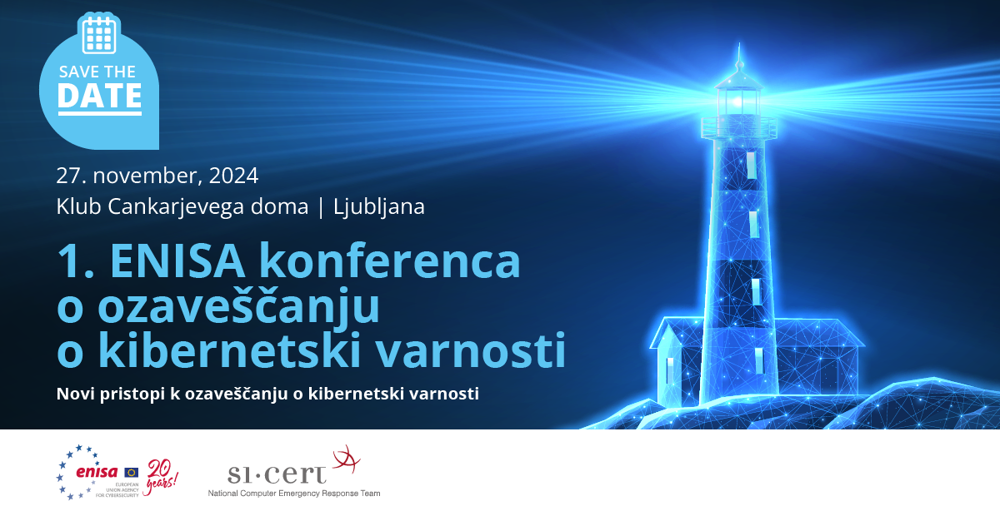 SAVE THE
DATE
27. november, 2024
Klub Cankarjevega doma | Ljubljana
1. ENISA konferenca
o ozaveščanju
o kibernetski varnosti
Novi pristopi k ozaveščanju o kibernetski varnosti
enisa
EUROPEAN
UNION AGENCY
FOR CYBERSECURITY
20
years!
si·cert
National Computer Emergency Response Team